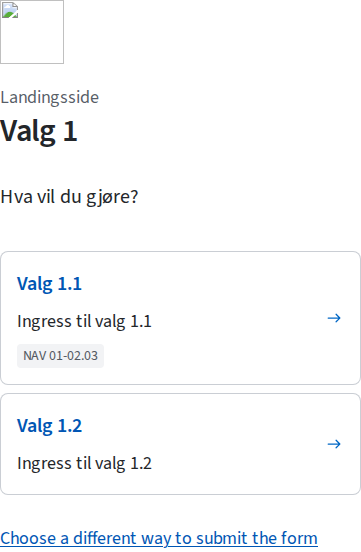 Landingsside
Valg 1
Hva vil du gjøre?
Valg 1.1
Ingress til valg 1.1
NAV 01-02.03
Valg 1.2
Ingress til valg 1.2
Choose a different way to submit the form